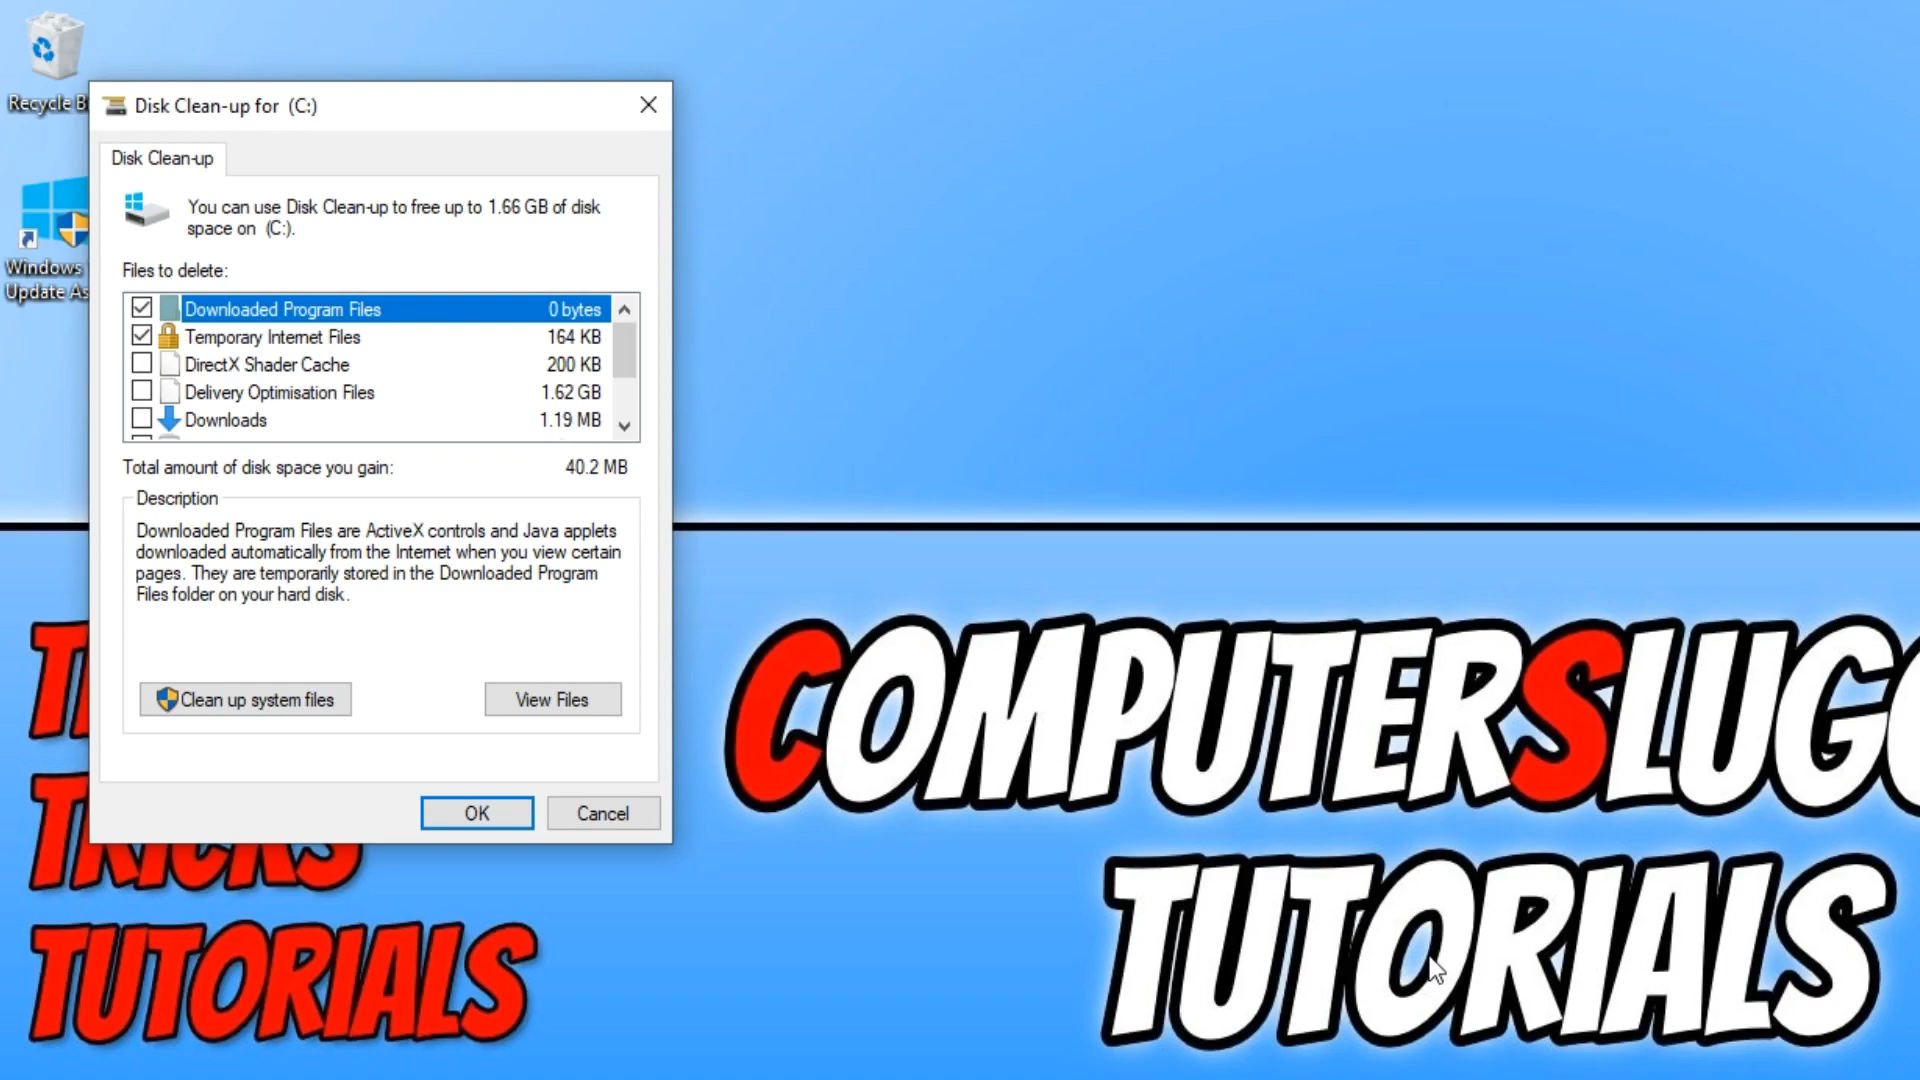 Recycle B
Windows
Update As
Disk Clean-up for (C:)
Disk Clean-up
You can use Disk Clean-up to free up to 1.66 GB of disk
space on (C:).
Files to delete:
Downloaded Program Files 0 bytes
Temporary Internet Files 164 KB
DirectX Shader Cache 200 KB
Delivery Optimisation Files 1.62 GB
Downloads 1.19 MB
Total amount of disk space you gain: 40.2 MB
Description
Downloaded Program Files are ActiveX controls and Java applets
downloaded automatically from the Internet when you view certain
pages. They are temporarily stored in the Downloaded Program
Files folder on your hard disk.
Clean up system files
View Files
OK
Cancel
TRICKS
TUTORIALS
COMPUTERSLUGG
TUTORIALS